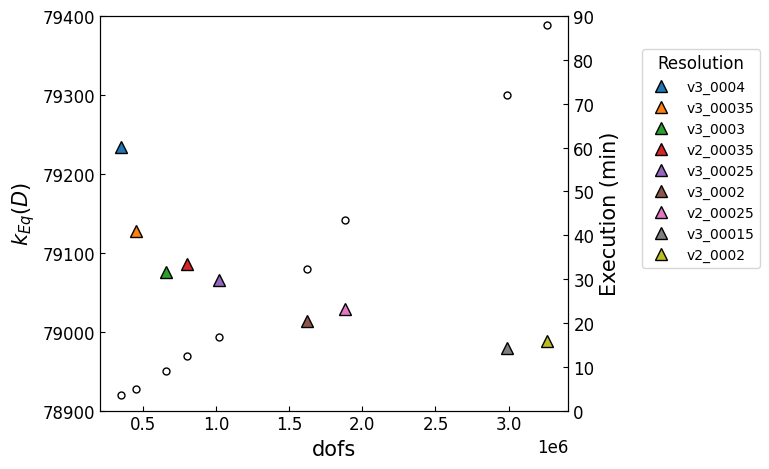 79400
79300
79200
79100
79000
78900
k_{Eq}(D)
90
80
70
60
50
40
30
20
10
0
Execution (min)
0.5 1.0 1.5 2.0 2.5 3.0
1e6
dofs
Resolution
v3_0004
v3_00035
v3_0003
v2_00035
v3_00025
v3_0002
v2_00025
v3_00015
v2_0002